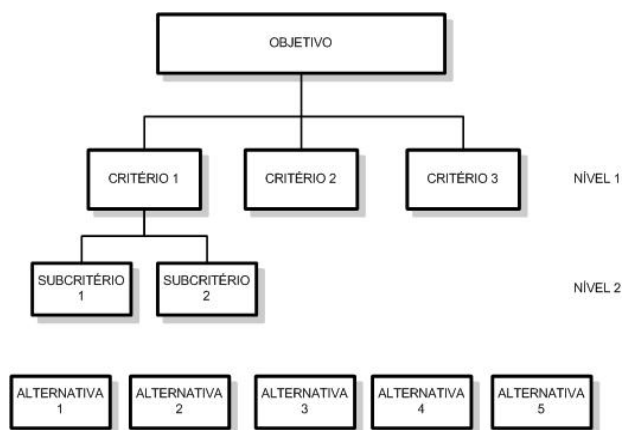 OBJETIVO
CRITÉRIO 1
CRITÉRIO 2
CRITÉRIO 3
NÍVEL 1
SUBCRITÉRIO
1
SUBCRITÉRIO
2
NÍVEL 2
ALTERNATIVA
1
ALTERNATIVA
2
ALTERNATIVA
3
ALTERNATIVA
4
ALTERNATIVA
5